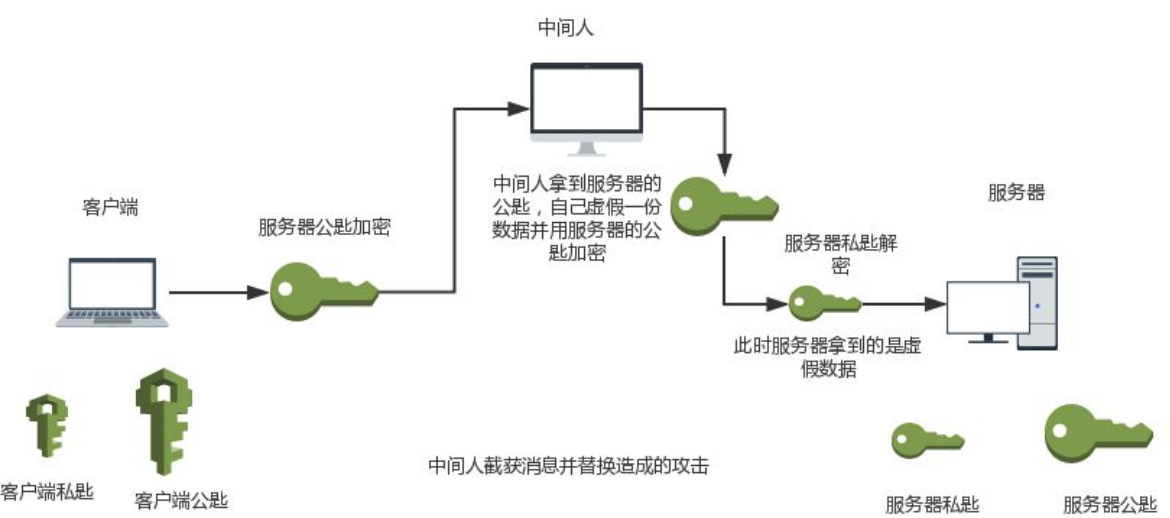 中间人
客户端
服务器公匙加密
中间人拿到服务器的
公匙，自己虚假一份
数据并用服务器的公
匙加密
服务器
服务器私匙解
密
此时服务器拿到的是虚
假数据
中间人截获消息并替换造成的攻击
客户端私匙
客户端公匙
服务器私匙
服务器公匙